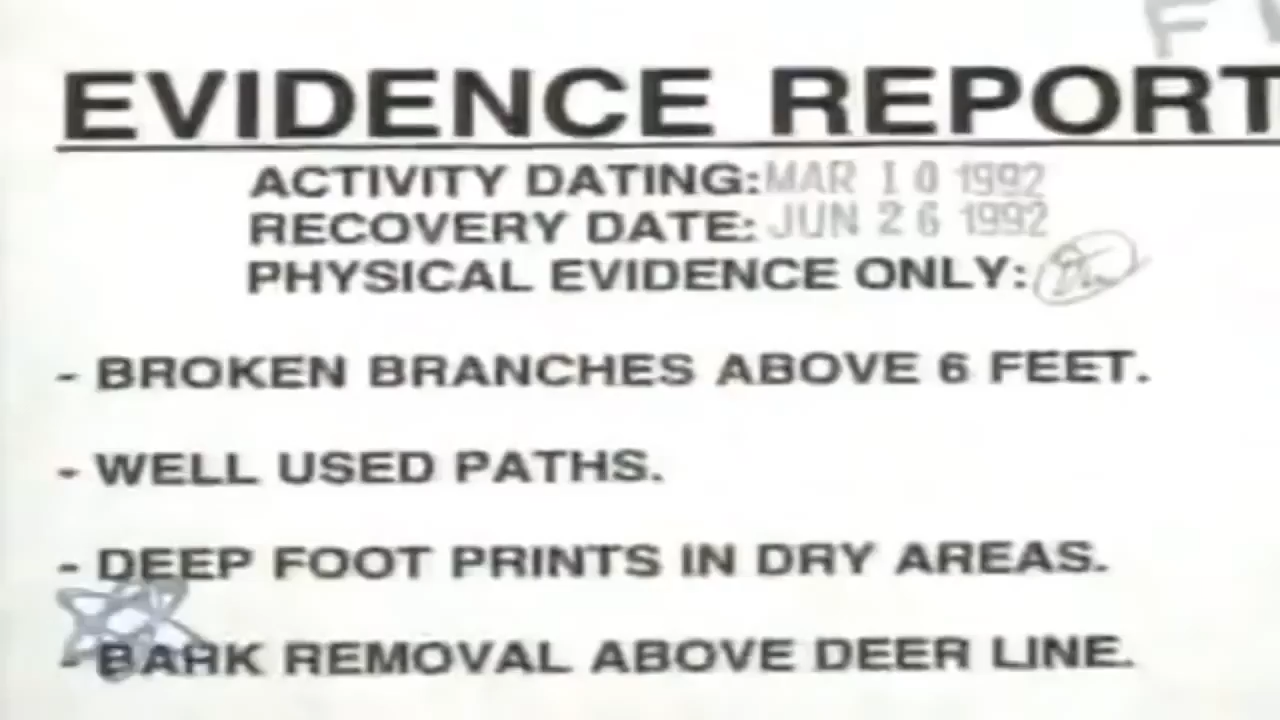 EVIDENCE REPORT
ACTIVITY DATING: MAR 10 1992
RECOVERY DATE: JUN 26 1992
PHYSICAL EVIDENCE ONLY:
- BROKEN BRANCHES ABOVE 6 FEET.
- WELL USED PATHS.
- DEEP FOOT PRINTS IN DRY AREAS.
- BARK REMOVAL ABOVE DEER LINE.